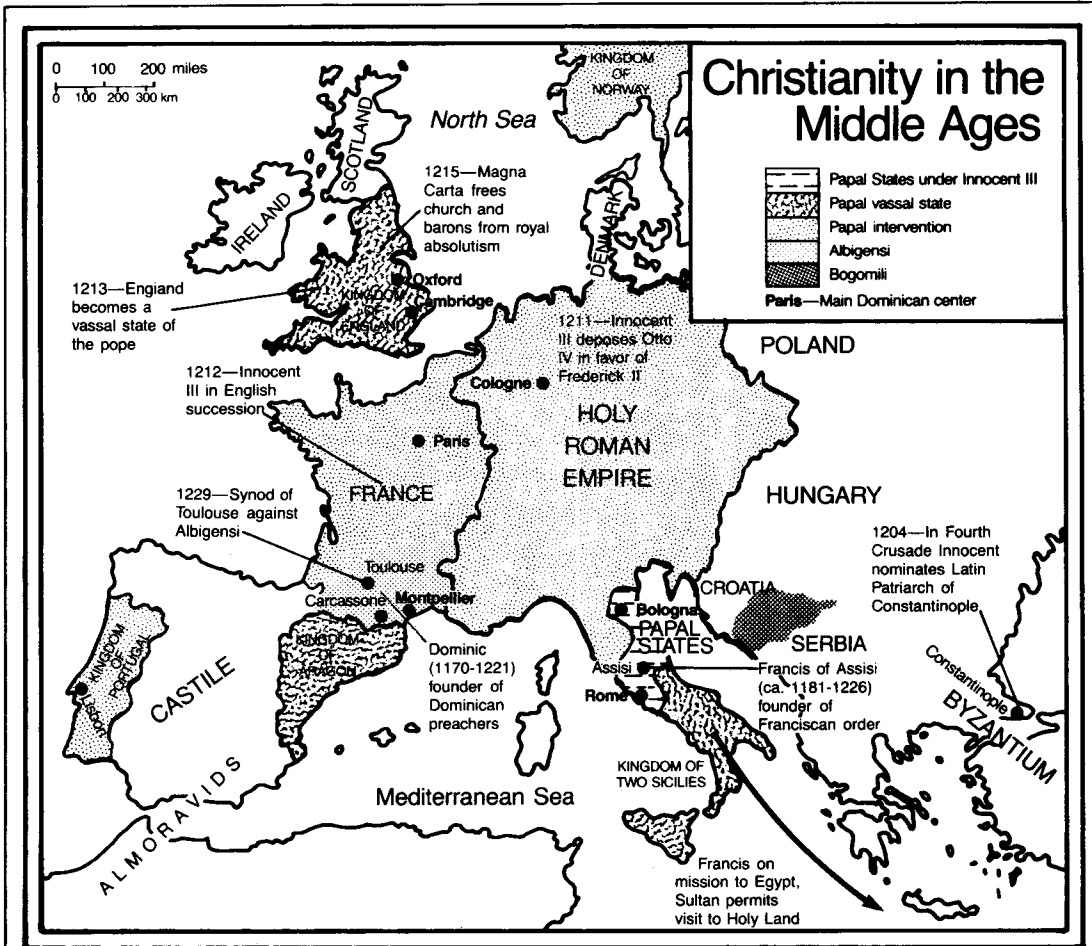 0 100 200 miles
0 100 200 300 km
Christianity in the
Middle Ages
Papal States under Innocent III
Papal vassal state
Papal intervention
Albigensi
Bogomili
Paris—Main Dominican center
KINGDOM
OF
NORWAY
North Sea
SCOTLAND
IRELAND
DENMARK
1215—Magna
Carta frees
church and
barons from royal
absolutism
Oxford
Cambridge
KINGDOM
OF
ENGLAND
1213—England
becomes a
vassal state of
the pope
1212—Innocent
III in English
succession
1211—Innocent
III deposes Otto
IV in favor of
Frederick II
Cologne
HOLY
ROMAN
EMPIRE
POLAND
HUNGARY
Paris
FRANCE
1229—Synod of
Toulouse against
Albigensi
Toulouse
Carcassone
Montpellier
1204—In Fourth
Crusade Innocent
nominates Latin
Patriarch of
Constantinople
CROATIA
SERBIA
Bologna
PAPAL
STATES
Assisi
Rome
Francis of Assisi
(ca. 1181-1226)
founder of
Franciscan order
Constantinople
BYZANTIUM
KINGDOM
OF
PORTUGAL
Lisbon
CASTILE
KINGDOM
OF
ARAGON
Dominic
(1170-1221)
founder of
Dominican
preachers
KINGDOM OF
TWO SICILIES
Mediterranean Sea
ALMORAVIDS
Francis on
mission to Egypt,
Sultan permits
visit to Holy Land